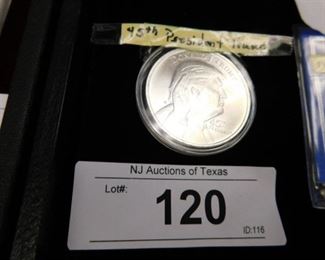 45th President Trump
NJ Auctions of Texas
Lot#:
120
ID:116